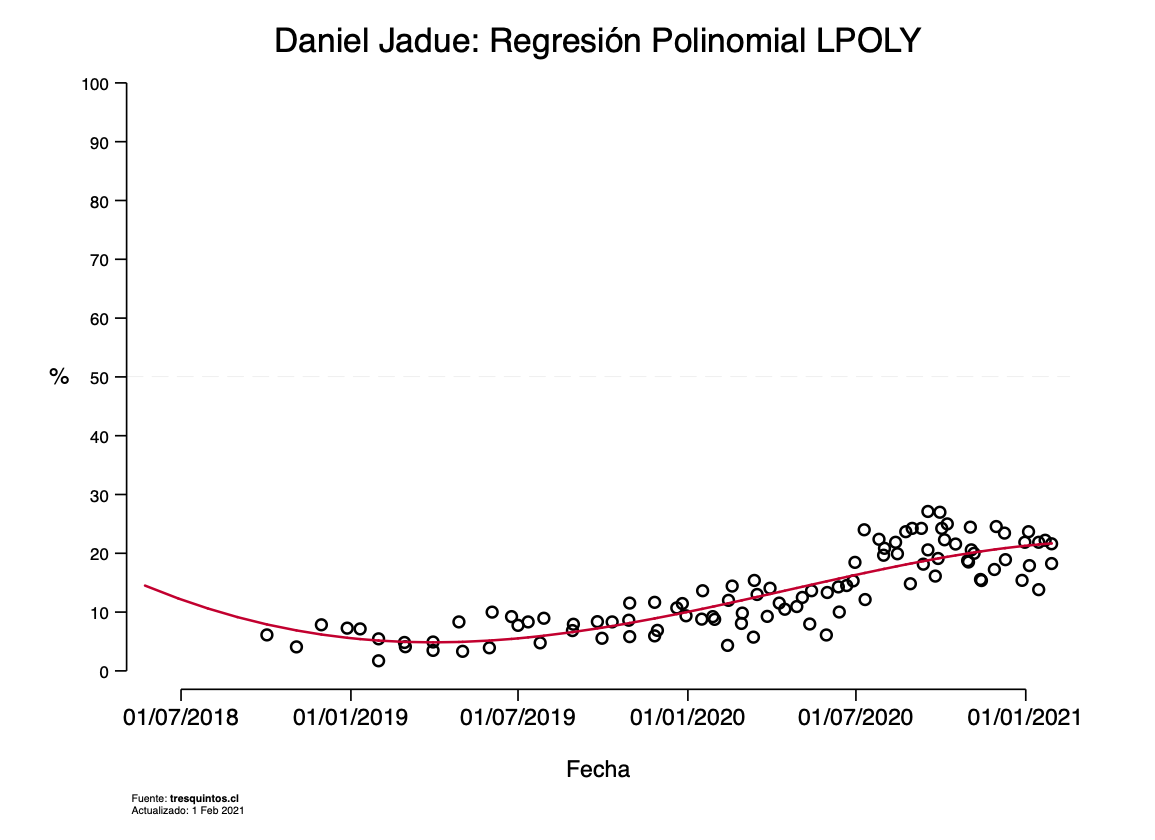 Daniel Jadue: Regresión Polinomial LPOLY
100
90
80
70
60
% 50
40
30
20
10
0
01/07/2018 01/01/2019 01/07/2019 01/01/2020 01/07/2020 01/01/2021
Fecha
Fuente: tresquintos.cl
Actualizado: 1 Feb 2021